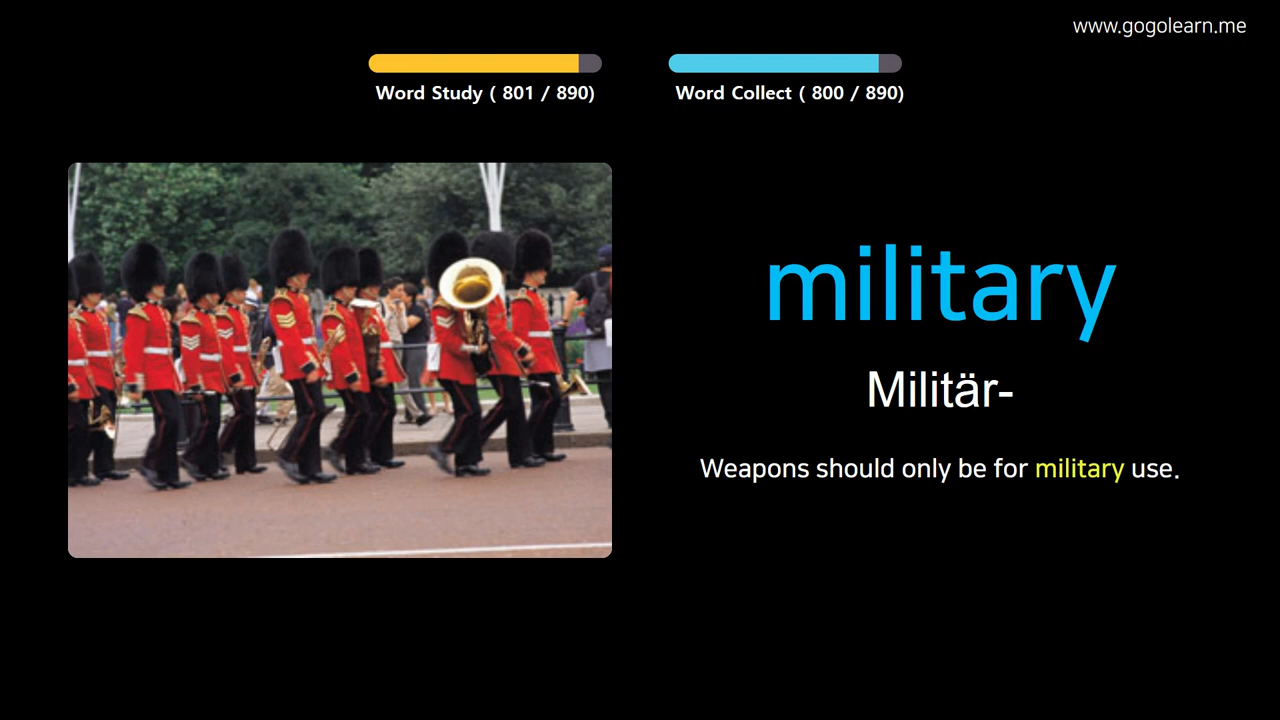 www.gogolearn.me
Word Study ( 801 / 890)
Word Collect ( 800 / 890)
military
Militär-
Weapons should only be for military use.